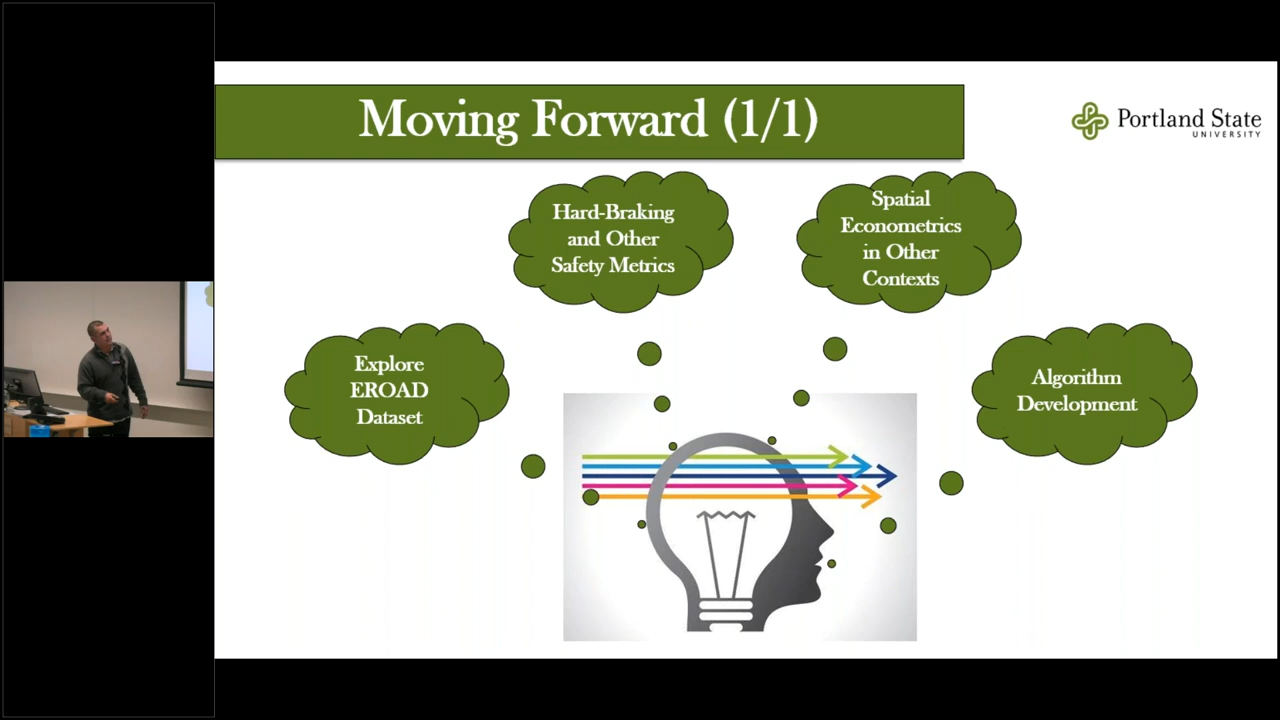 Moving Forward (1/1)
Portland State
UNIVERSITY
Hard-Braking
and Other
Safety Metrics
Spatial
Econometrics
in Other
Contexts
Explore
EROAD
Dataset
Algorithm
Development